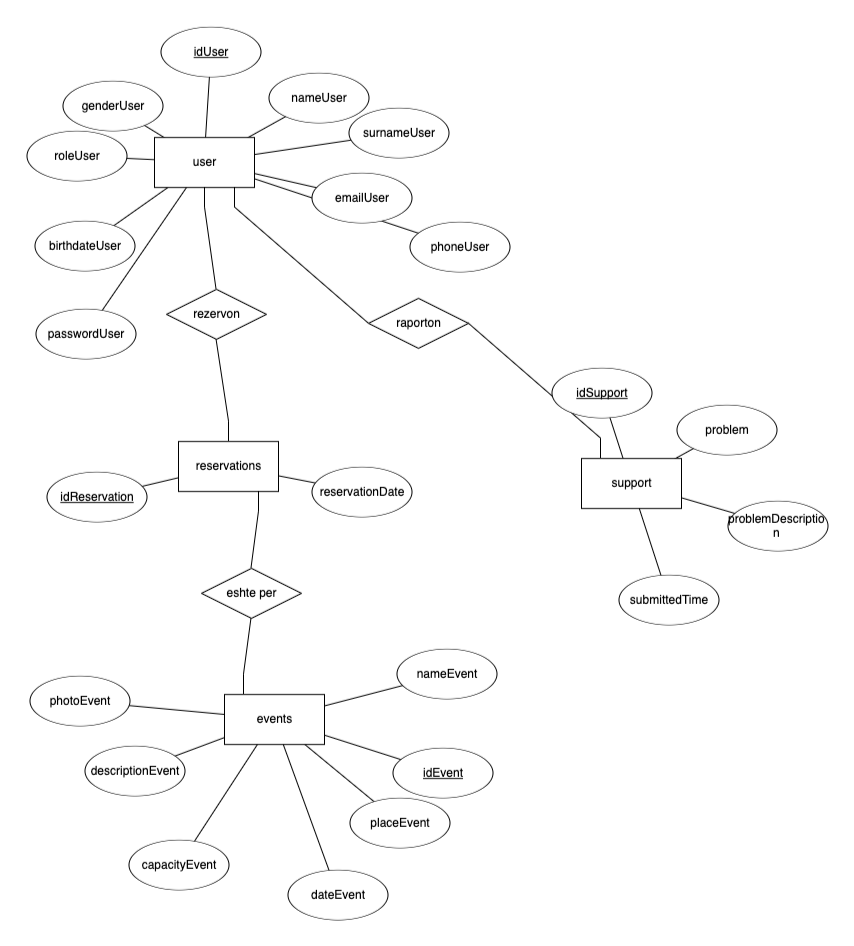 idUser
genderUser
nameUser
surnameUser
roleUser
user
emailUser
birthdateUser
phoneUser
passwordUser
rezervon
raporton
idSupport
problem
reservations
support
idReservation
reservationDate
problemDescriptio
n
eshte per
submittedTime
nameEvent
photoEvent
events
descriptionEvent
idEvent
placeEvent
capacityEvent
dateEvent